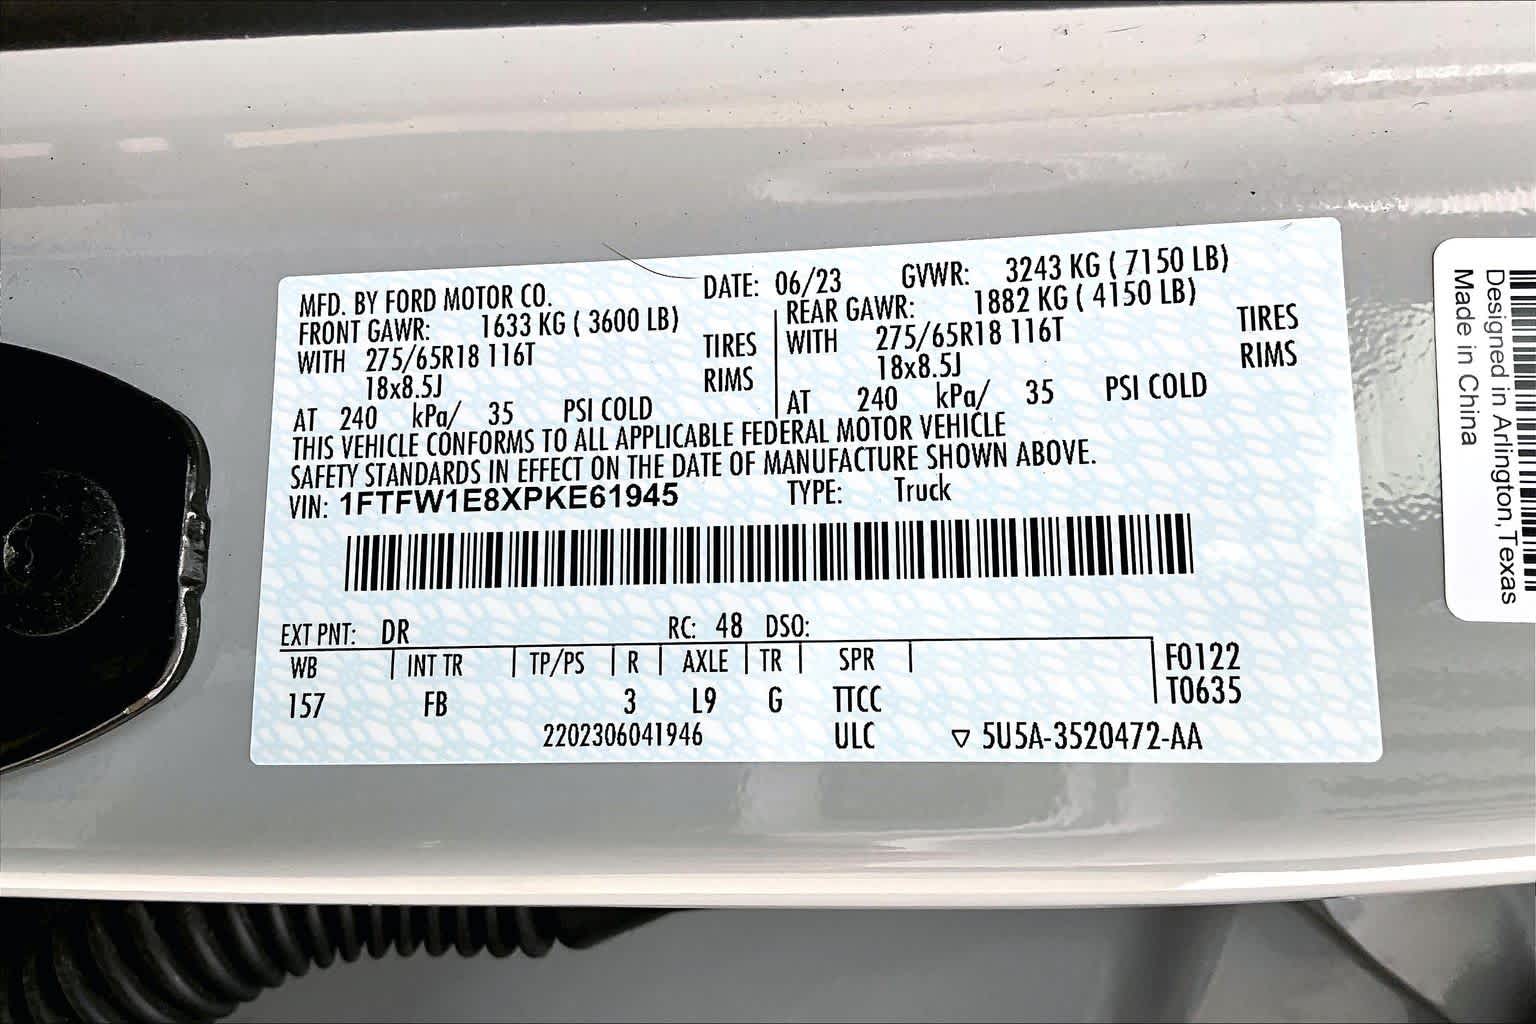 MFD. BY FORD MOTOR CO. DATE: 06/23 GVWR: 3243 KG ( 7150 LB)
FRONT GAWR: 1633 KG ( 3600 LB) REAR GAWR: 1882 KG ( 4150 LB)
WITH 275/65R18 116T TIRES WITH 275/65R18 116T TIRES
18x8.5J RIMS 18x8.5J RIMS
AT 240 kPa/ 35 PSI COLD AT 240 kPa/ 35 PSI COLD
THIS VEHICLE CONFORMS TO ALL APPLICABLE FEDERAL MOTOR VEHICLE
SAFETY STANDARDS IN EFFECT ON THE DATE OF MANUFACTURE SHOWN ABOVE.
VIN: 1FTFW1E8XPKE61945 TYPE: Truck
EXT PNT: DR RC: 48 DSO:
WB INT TR TP/PS R AXLE TR SPR F0122
157 FB 3 L9 G TTCC T0635
2202306041946 ULC ▽ 5U5A-3520472-AA
Designed in Arlington, Texas
Made in China